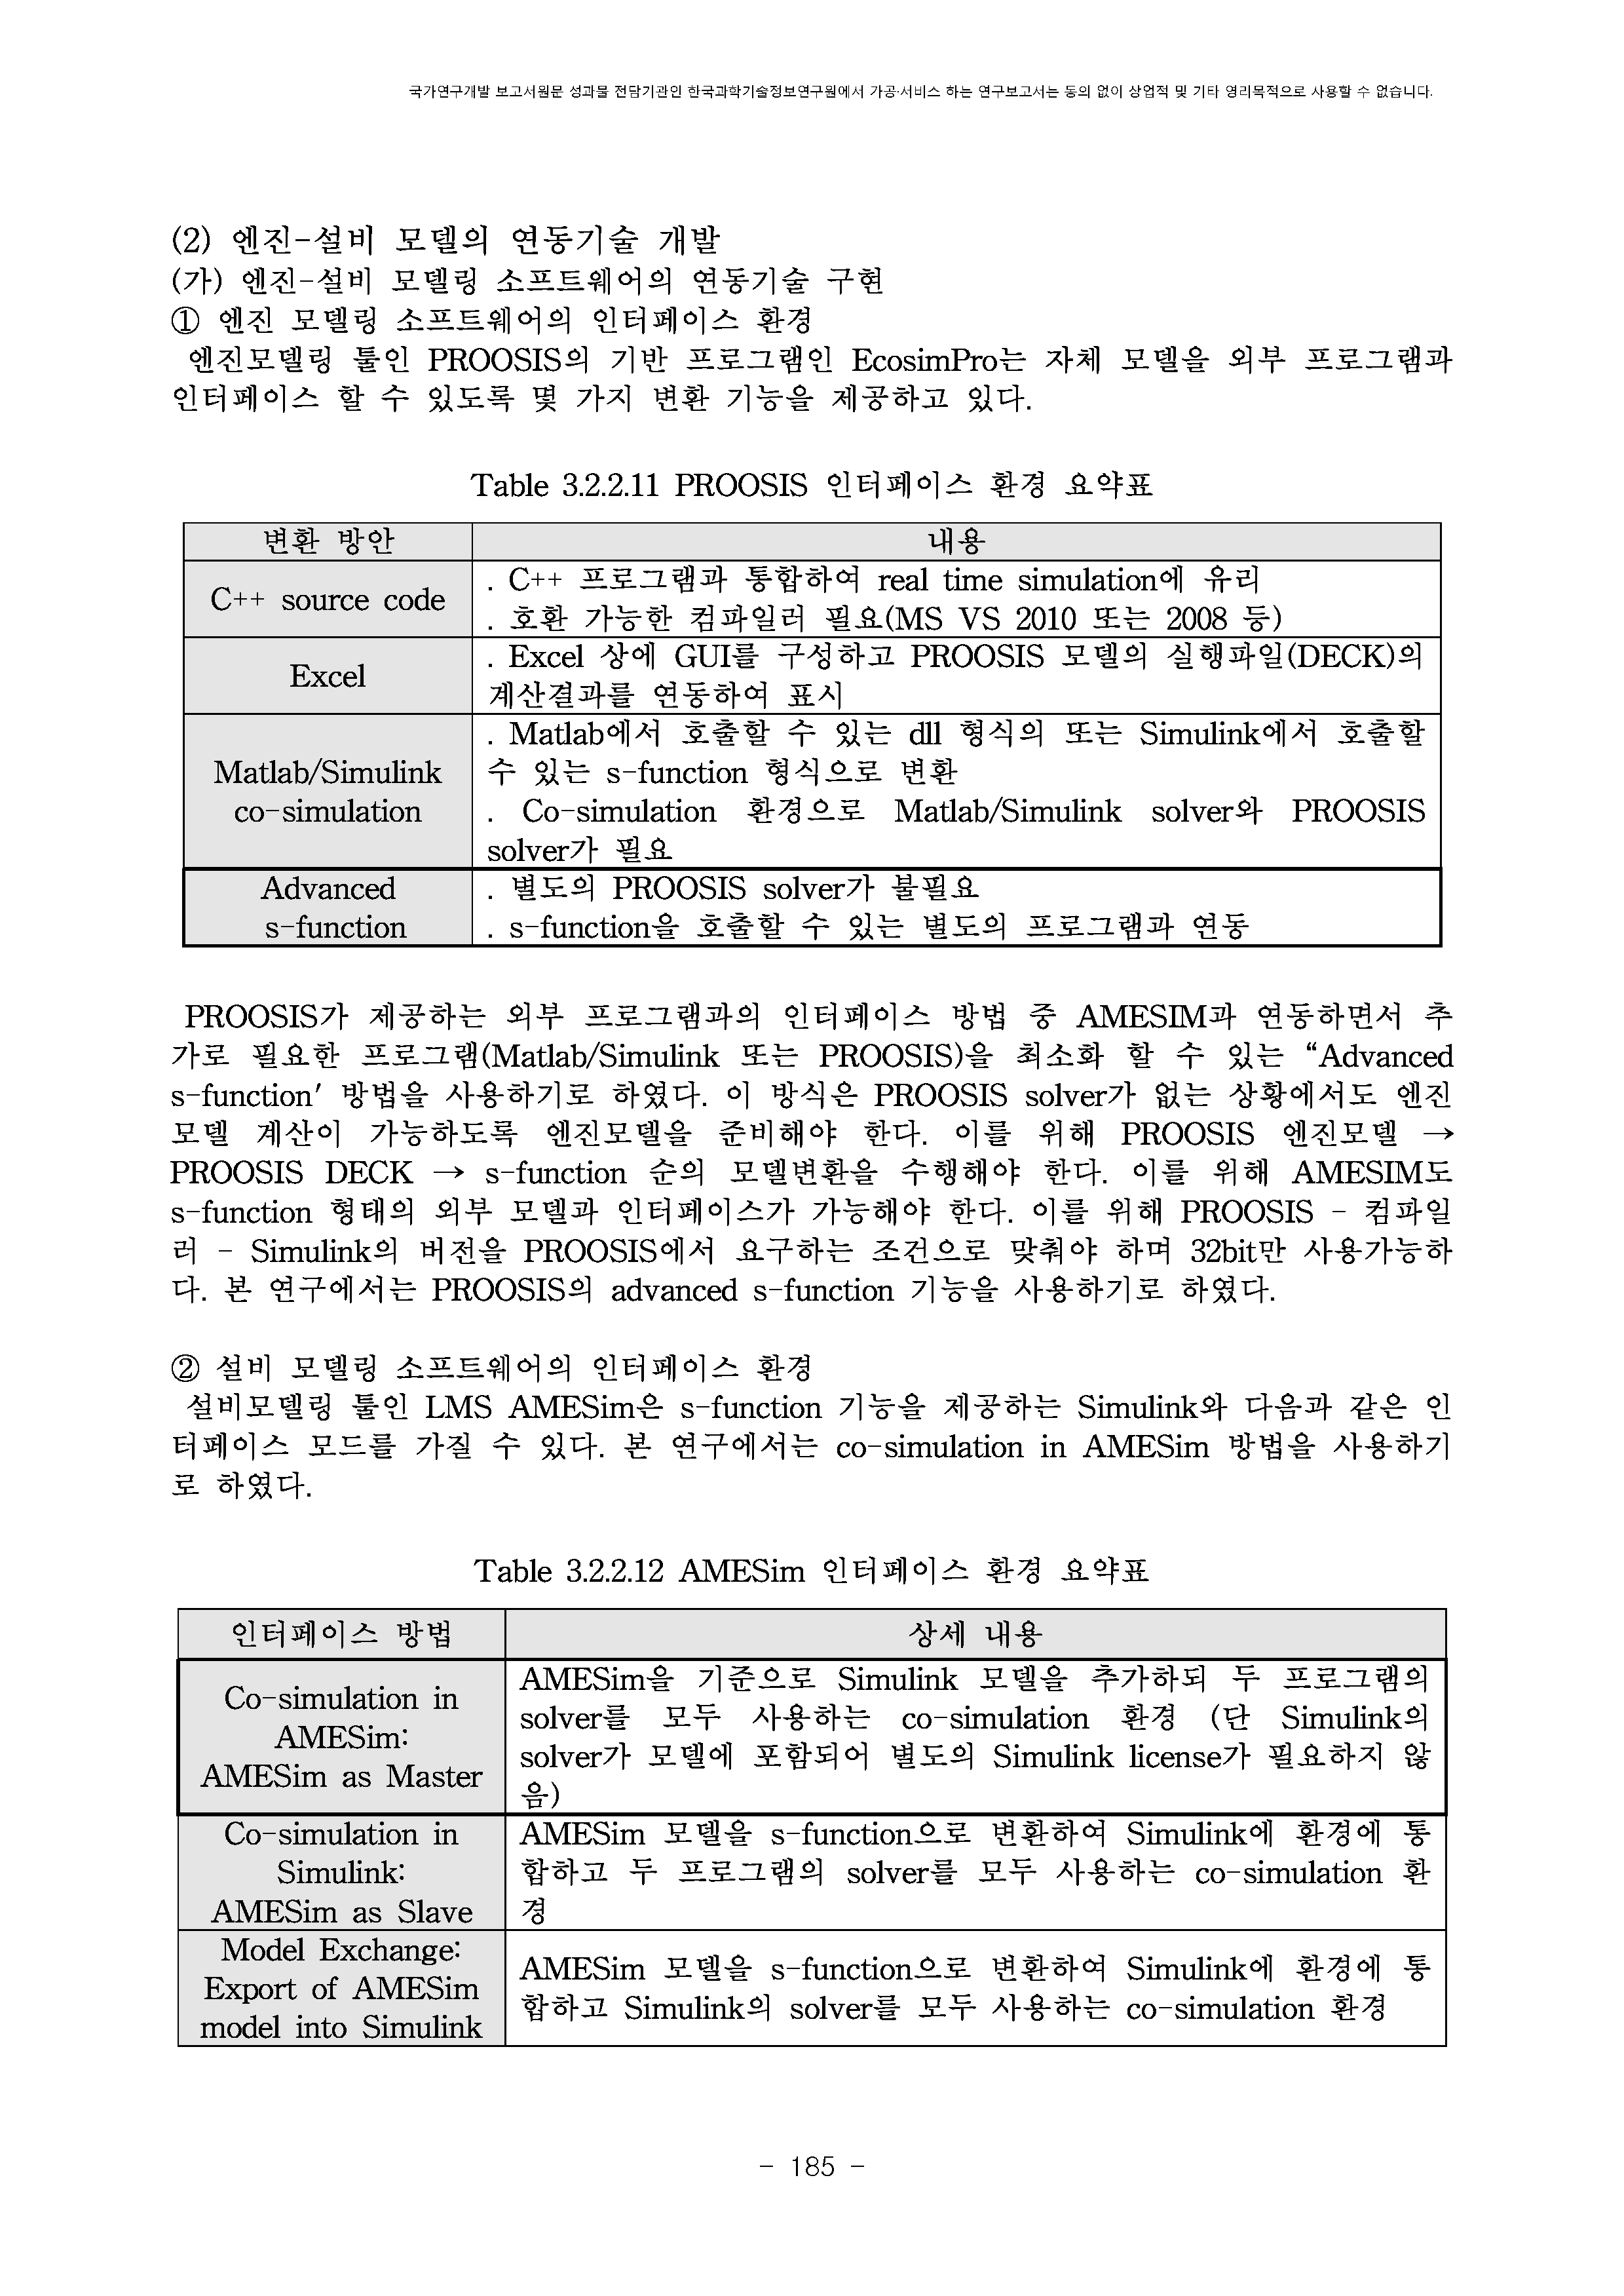 국가연구개발 보고서원문 성과물 전담기관인 한국과학기술정보연구원에서 가공·서비스 하는 연구보고서는 동의 없이 상업적 및 기타 영리목적으로 사용할 수 없습니다.
(2) 엔진-설비 모델의 연동기술 개발
(가) 엔진-설비 모델링 소프트웨어의 연동기술 구현
① 엔진 모델링 소프트웨어의 인터페이스 환경
엔진모델링 툴인 PROOSIS의 기반 프로그램인 EcosimPro는 자체 모델을 외부 프로그램과
인터페이스 할 수 있도록 몇 가지 변환 기능을 제공하고 있다.
Table 3.2.2.11 PROOSIS 인터페이스 환경 요약표
변환 방안 내용
C++ source code
. C++ 프로그램과 통합하여 real time simulation에 유리
. 호환 가능한 컴파일러 필요(MS VS 2010 또는 2008 등)
Excel
. Excel 상에 GUI를 구성하고 PROOSIS 모델의 실행파일(DECK)의
계산결과를 연동하여 표시
Matlab/Simulink
co-simulation
. Matlab에서 호출할 수 있는 dll 형식의 또는 Simulink에서 호출할
수 있는 s-function 형식으로 변환
. Co-simulation 환경으로 Matlab/Simulink solver와 PROOSIS
solver가 필요
Advanced
s-function
. 별도의 PROOSIS solver가 불필요
. s-function을 호출할 수 있는 별도의 프로그램과 연동
PROOSIS가 제공하는 외부 프로그램과의 인터페이스 방법 중 AMESIM과 연동하면서 추
가로 필요한 프로그램(Matlab/Simulink 또는 PROOSIS)을 최소화 할 수 있는 “Advanced
s-function' 방법을 사용하기로 하였다. 이 방식은 PROOSIS solver가 없는 상황에서도 엔진
모델 계산이 가능하도록 엔진모델을 준비해야 한다. 이를 위해 PROOSIS 엔진모델 →
PROOSIS DECK → s-function 순의 모델변환을 수행해야 한다. 이를 위해 AMESIM도
s-function 형태의 외부 모델과 인터페이스가 가능해야 한다. 이를 위해 PROOSIS - 컴파일
러 - Simulink의 버전을 PROOSIS에서 요구하는 조건으로 맞춰야 하며 32bit만 사용가능하
다. 본 연구에서는 PROOSIS의 advanced s-function 기능을 사용하기로 하였다.
② 설비 모델링 소프트웨어의 인터페이스 환경
설비모델링 툴인 LMS AMESim은 s-function 기능을 제공하는 Simulink와 다음과 같은 인
터페이스 모드를 가질 수 있다. 본 연구에서는 co-simulation in AMESim 방법을 사용하기
로 하였다.
Table 3.2.2.12 AMESim 인터페이스 환경 요약표
인터페이스 방법 상세 내용
Co-simulation in
AMESim:
AMESim as Master
AMESim을 기준으로 Simulink 모델을 추가하되 두 프로그램의
solver를 모두 사용하는 co-simulation 환경 (단 Simulink의
solver가 모델에 포함되어 별도의 Simulink license가 필요하지 않
음)
Co-simulation in
Simulink:
AMESim as Slave
AMESim 모델을 s-function으로 변환하여 Simulink에 환경에 통
합하고 두 프로그램의 solver를 모두 사용하는 co-simulation 환
경
Model Exchange:
Export of AMESim
model into Simulink
AMESim 모델을 s-function으로 변환하여 Simulink에 환경에 통
합하고 Simulink의 solver를 모두 사용하는 co-simulation 환경
- 185 -